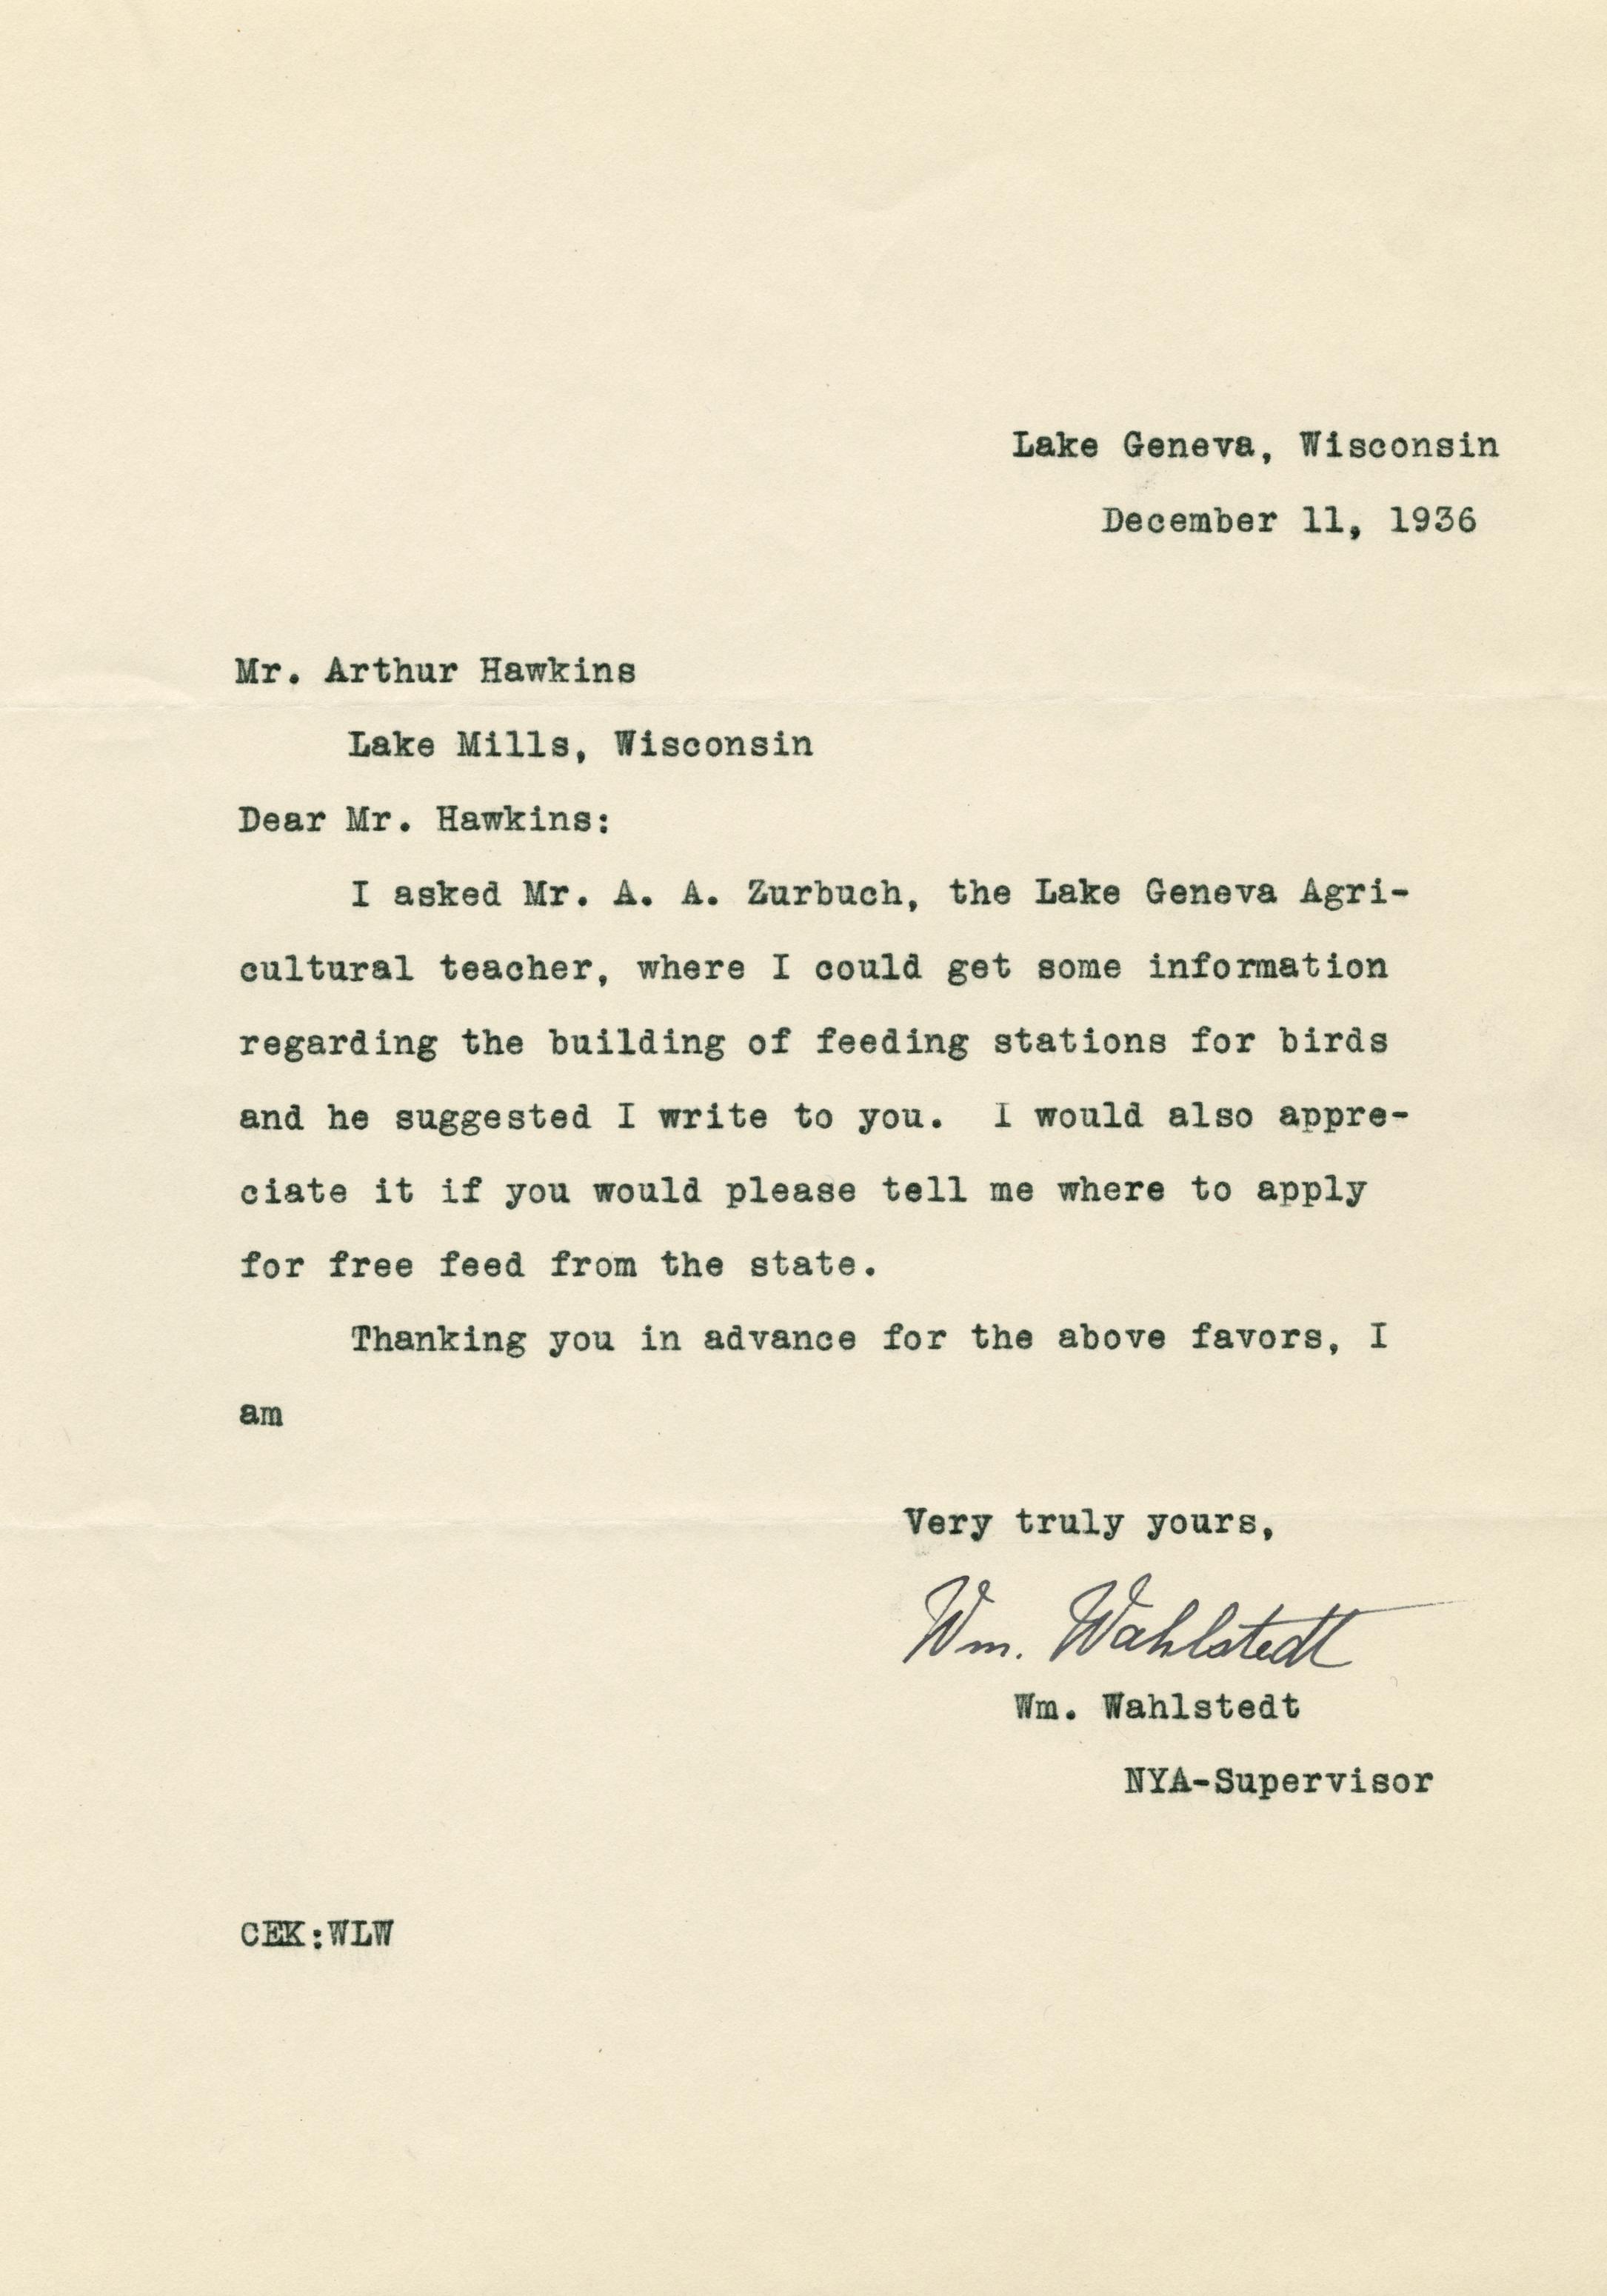 Lake Geneva, Wisconsin
December 11, 1936
Mr. Arthur Hawkins
Lake Mills, Wisconsin
Dear Mr. Hawkins:
I asked Mr. A. A. Zurbuch, the Lake Geneva Agri-
cultural teacher, where I could get some information
regarding the building of feeding stations for birds
and he suggested I write to you.  I would also appre-
ciate it if you would please tell me where to apply
for free feed from the state.
Thanking you in advance for the above favors, I
am
Very truly yours,
Wm. Wahlstedt
Wm. Wahlstedt
NYA-Supervisor
CEK:WLW